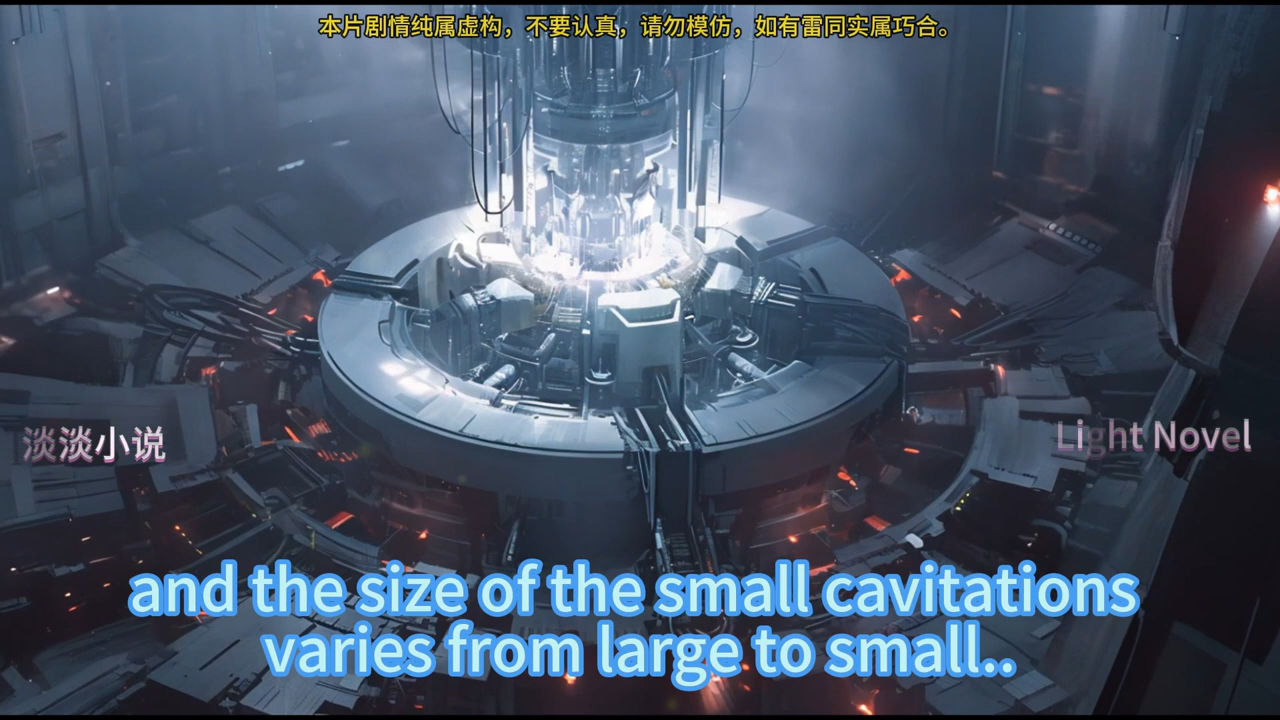 本片剧情纯属虚构，不要认真，请勿模仿，如有雷同实属巧合。
淡淡小说
Light Novel
and the size of the small cavitations
varies from large to small..